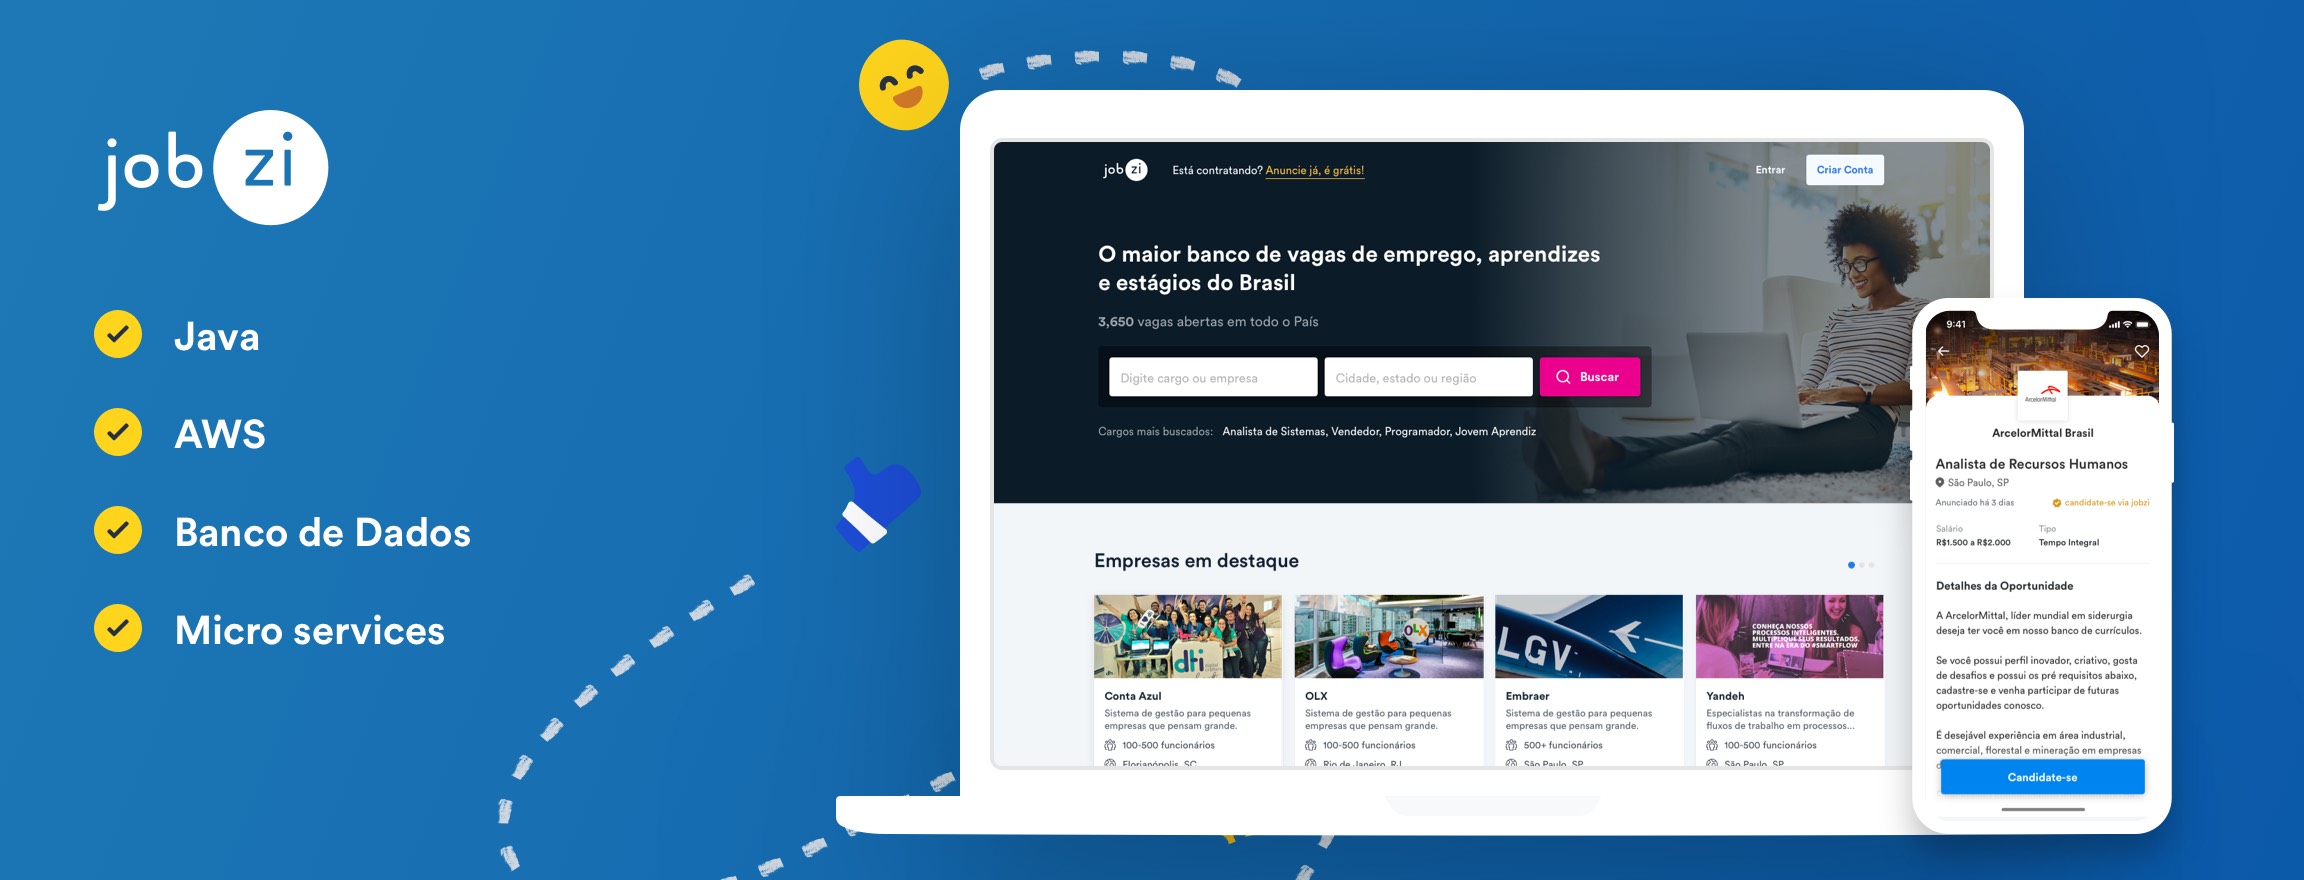 jobzi
Java
AWS
Banco de Dados
Micro services
jobzi
Está contratando? Anuncie já, é grátis!
Entrar
Criar Conta
O maior banco de vagas de emprego, aprendizes
e estágios do Brasil
3,650 vagas abertas em todo o País
Digite cargo ou empresa
Cidade, estado ou região
Buscar
Cargos mais buscados: Analista de Sistemas, Vendedor, Programador, Jovem Aprendiz
Empresas em destaque
dti
Conta Azul
Sistema de gestão para pequenas
empresas que pensam grande.
100-500 funcionários
Florianópolis, SC
OLX
OLX
Sistema de gestão para pequenas
empresas que pensam grande.
100-500 funcionários
Rio de Janeiro, RJ
LGV
Embraer
Sistema de gestão para pequenas
empresas que pensam grande.
500+ funcionários
São Paulo, SP
CONHEÇA NOSSOS
PROCESSOS INTELIGENTES.
MULTIPLIQUE SEUS RESULTADOS.
ENTRE NA ERA DO #SMARTFLOW
Yandeh
Especialistas na transformação de
fluxos de trabalho em processos...
100-500 funcionários
São Paulo, SP
9:41
ArcelorMittal
ArcelorMittal Brasil
Analista de Recursos Humanos
São Paulo, SP
Anunciado há 3 dias
candidate-se via jobzi
Salário
Tipo
R$1.500 a R$2.000
Tempo Integral
Detalhes da Oportunidade
A ArcelorMittal, líder mundial em siderurgia
deseja ter você em nosso banco de currículos.
Se você possui perfil inovador, criativo, gosta
de desafios e possui os pré requisitos abaixo,
cadastre-se e venha participar de futuras
oportunidades conosco.
É desejável experiência em área industrial,
comercial, florestal e mineração em empresas
Candidate-se